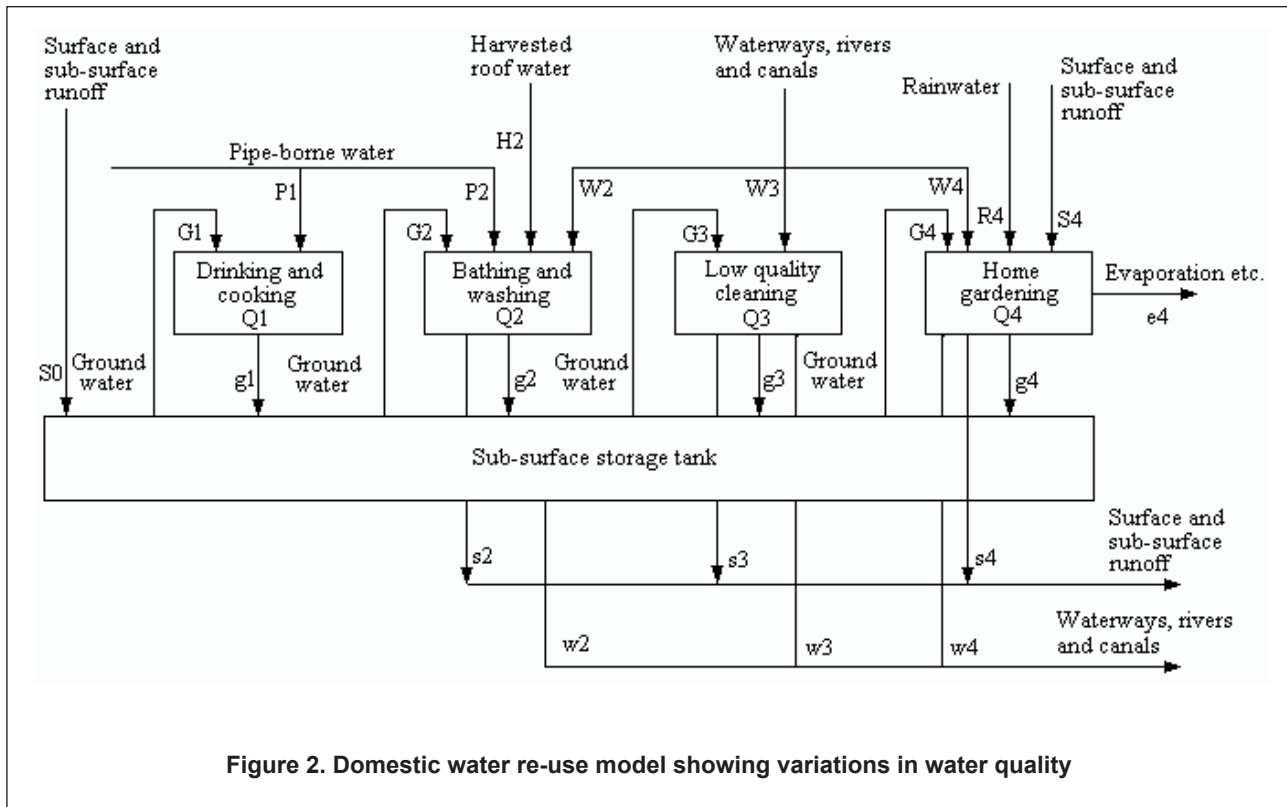 Surface and
sub-surface
runoff
Harvested
roof water
Waterways, rivers
and canals
Rainwater
Surface and
sub-surface
runoff
Pipe-borne water
H2
P1
P2
W2
W3
W4
R4
S4
G1
G2
G3
G4
Drinking and
cooking
Q1
Bathing and
washing
Q2
Low quality
cleaning
Q3
Home
gardening
Q4
Evaporation etc.
e4
S0
Ground
water
g1
Ground
water
g2
Ground
water
g3
Ground
water
g4
Sub-surface storage tank
s2
s3
s4
Surface and
sub-surface
runoff
w2
w3
w4
Waterways, rivers
and canals
Figure 2. Domestic water re-use model showing variations in water quality